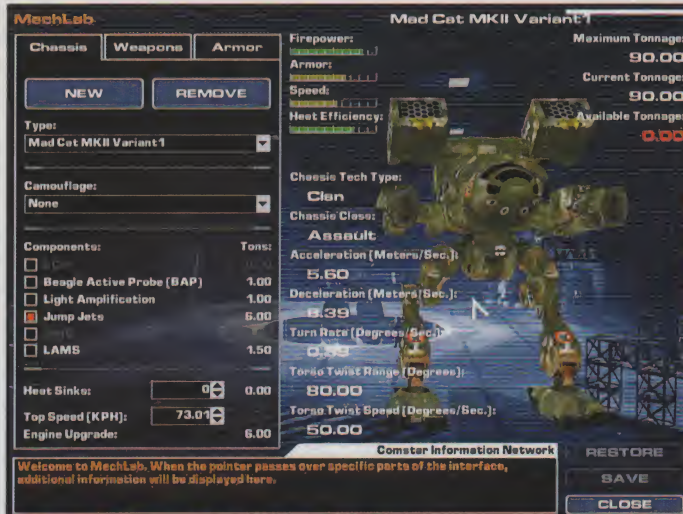 MechLab
Mad Cat MKII Variant 1
Chassis
Weapons
Armor
NEW
REMOVE
Type:
Mad Cat MKII Variant 1
Camouflage:
None
Components:
Tons:
Beagle Active Probe (BAP)
1.00
Light Amplification
1.00
Jump Jets
6.00
LAMS
1.50
Heat Sinks:
0
0.00
Top Speed (KPH):
73.01
Engine Upgrade:
6.00
Firepower:
Armor:
Speed:
Heat Efficiency:
Chassis Tech Type:
Clan
Chassis Class:
Assault
Acceleration (Meters/Sec.):
5.60
Deceleration (Meters/Sec.):
8.39
Turn Rate (Degrees/Sec.):
Torso Twist Range (Degrees):
80.00
Torso Twist Speed (Degrees/Sec.):
50.00
Maximum Tonnage:
90.00
Current Tonnage:
90.00
Available Tonnage:
0.00
Comstar Information Network
Welcome to MechLab. When the pointer passes over specific parts of the interface,
additional information will be displayed here.
RESTORE
SAVE
CLOSE